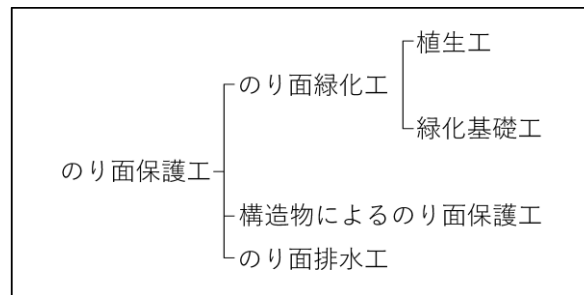 植生工
のり面緑化工
緑化基礎工
のり面保護工
構造物によるのり面保護工
のり面排水工